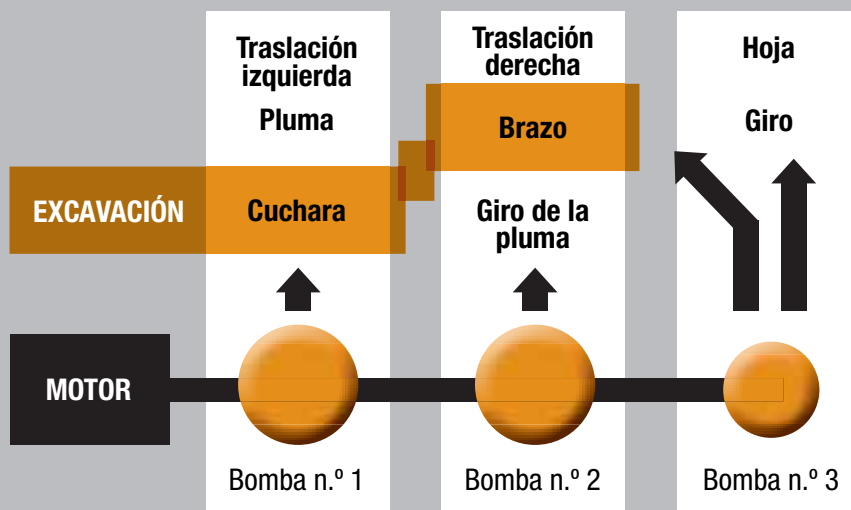 Traslación
izquierda
Pluma
EXCAVACIÓN
Cuchara
Traslación
derecha
Brazo
Giro de la
pluma
Hoja
Giro
MOTOR
Bomba n.º 1
Bomba n.º 2
Bomba n.º 3